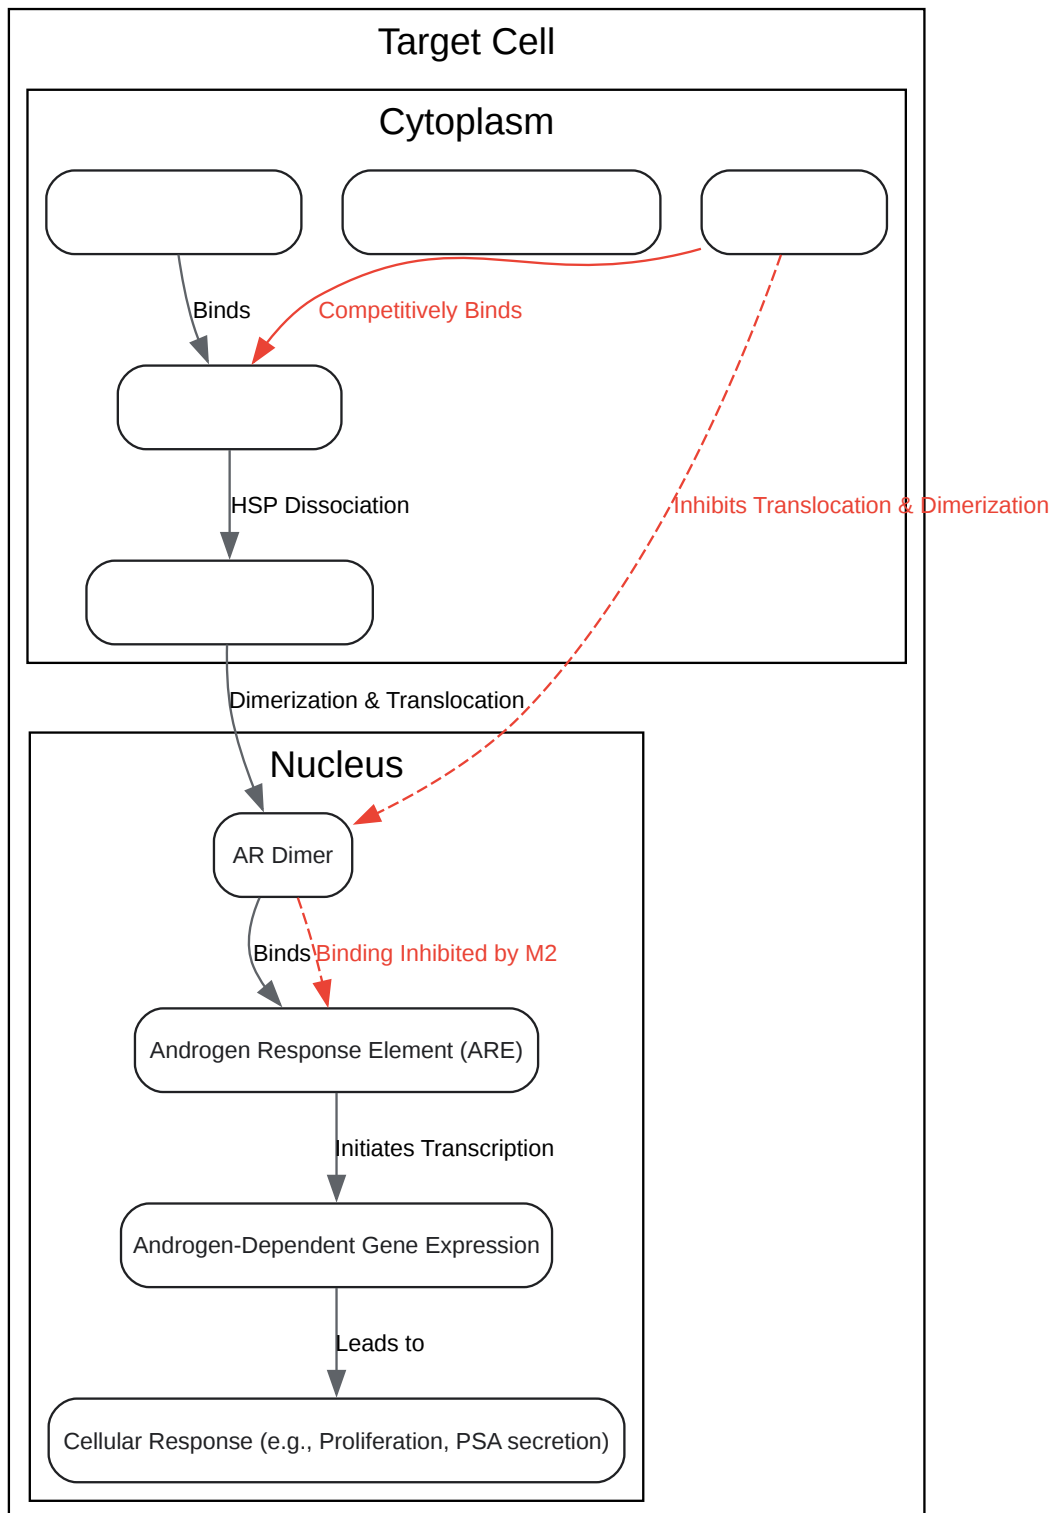 Target Cell
Cytoplasm
Binds
Competitively Binds
HSP Dissociation
Inhibits Translocation & Dimerization
Dimerization & Translocation
Nucleus
AR Dimer
Binds
Binding Inhibited by M2
Androgen Response Element (ARE)
Initiates Transcription
Androgen-Dependent Gene Expression
Leads to
Cellular Response (e.g., Proliferation, PSA secretion)